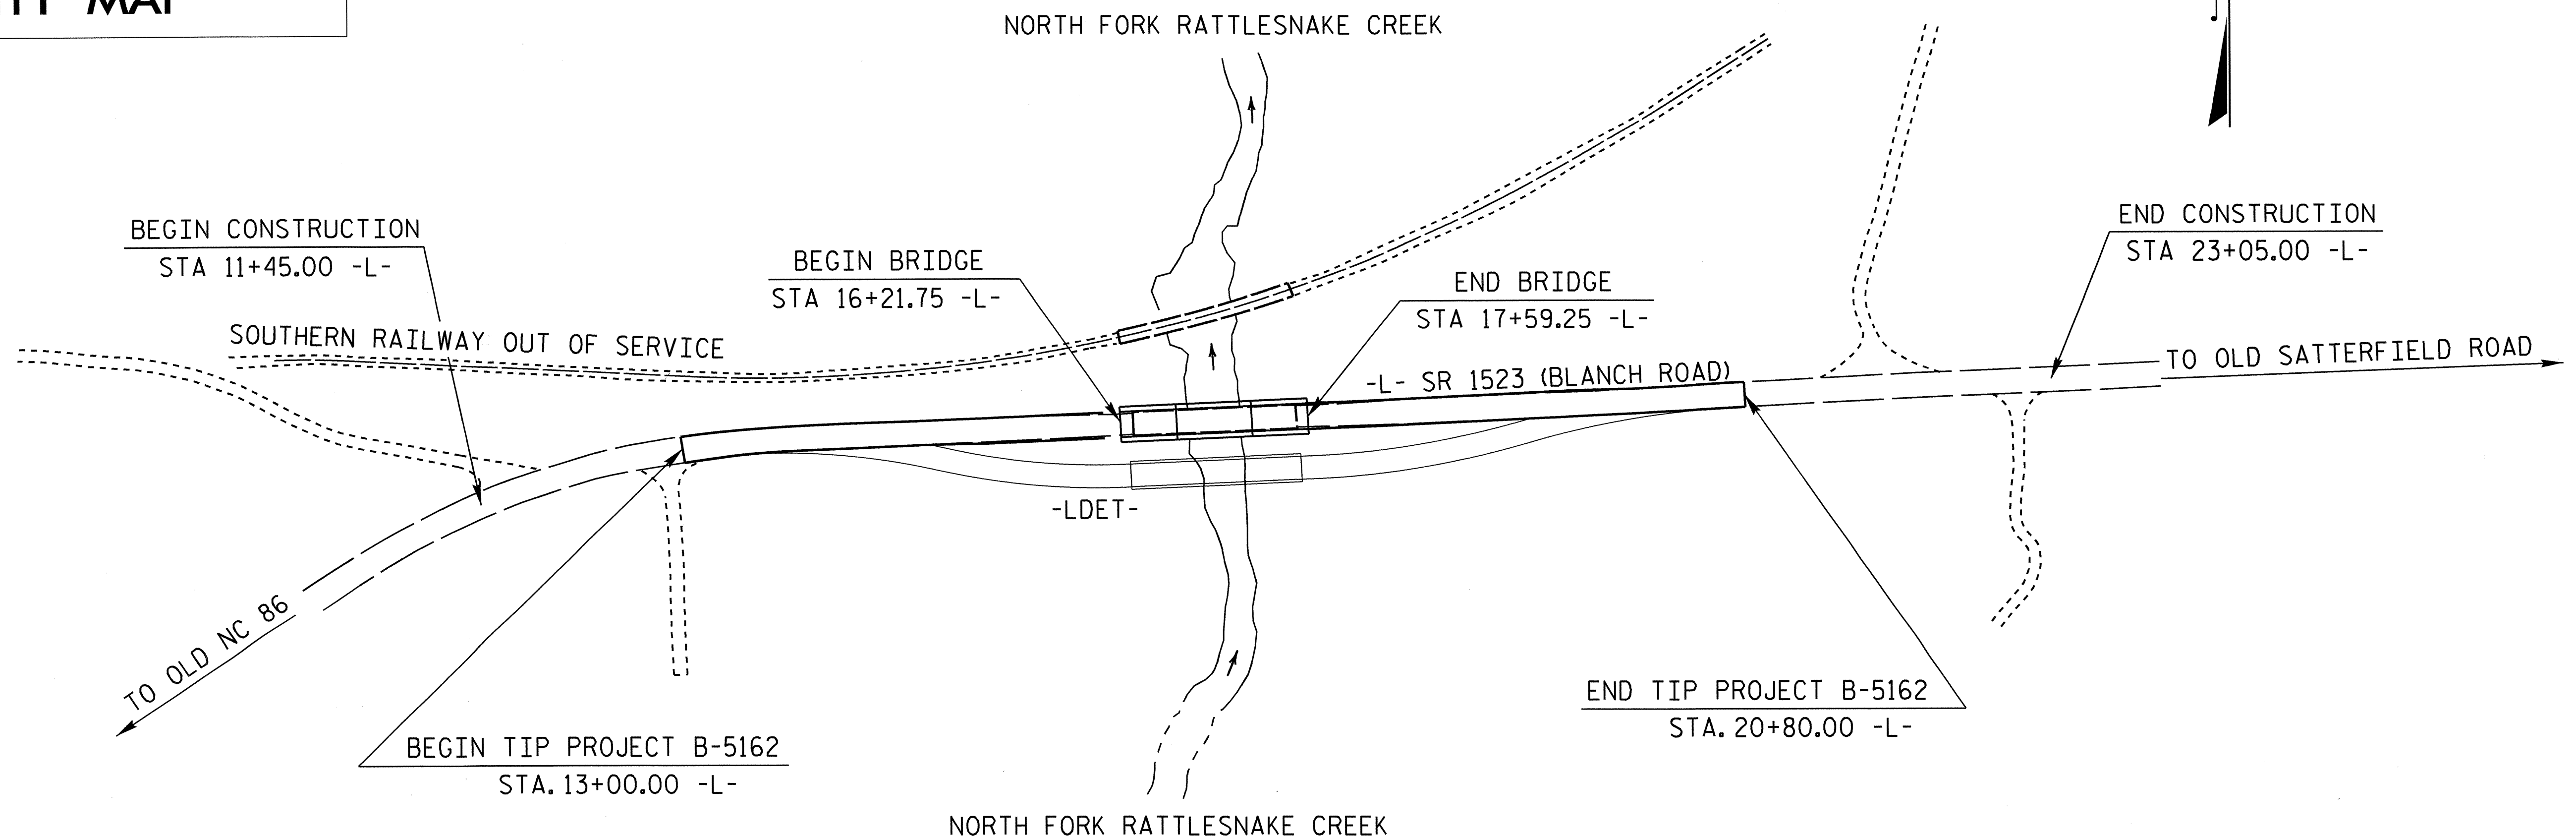 MAP
NORTH FORK RATTLESNAKE CREEK
BEGIN CONSTRUCTION
STA 11+45.00 -L-
BEGIN BRIDGE
STA 16+21.75 -L-
END BRIDGE
STA 17+59.25 -L-
END CONSTRUCTION
STA 23+05.00 -L-
SOUTHERN RAILWAY OUT OF SERVICE
-L- SR 1523 (BLANCH ROAD)
TO OLD SATTERFIELD ROAD
-LDET-
TO OLD NC 86
BEGIN TIP PROJECT B-5162
STA. 13+00.00 -L-
END TIP PROJECT B-5162
STA. 20+80.00 -L-
NORTH FORK RATTLESNAKE CREEK